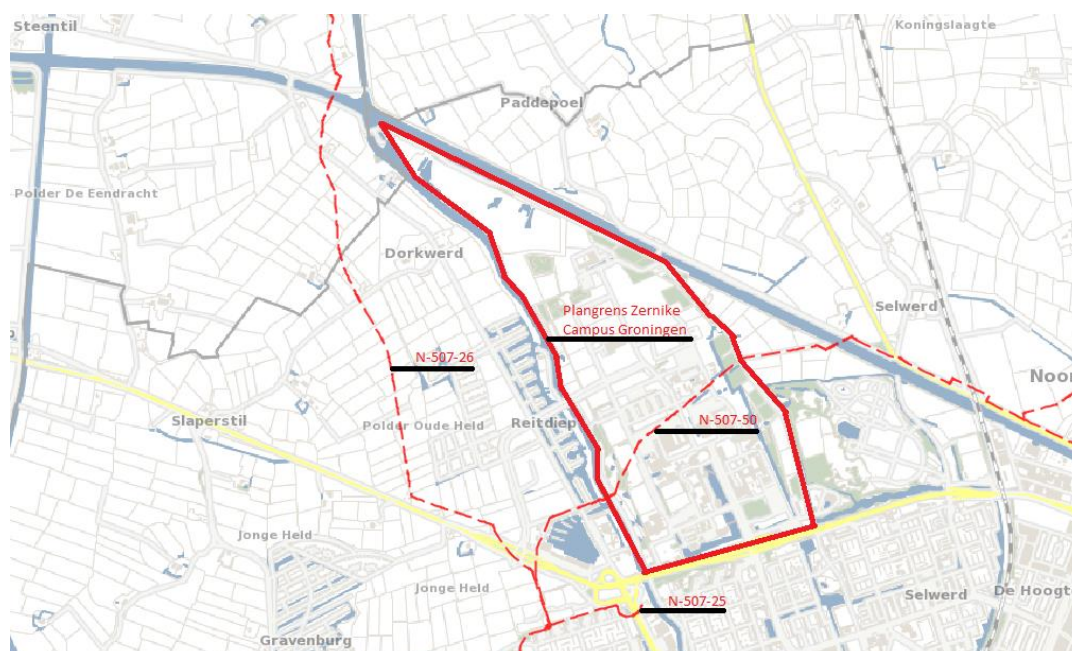 Steentil
Koningslaagte
Paddepoel
Polder De Eendracht
Dorkwerd
Selwerd
Plangrens Zernike
Campus Groningen
N-507-26
Noor
Slaperstil
Polder Oude Held
Reitdiep
N-507-50
Jonge Held
Jonge Held
N-507-25
Selwerd
De Hoogte
Gravenburg